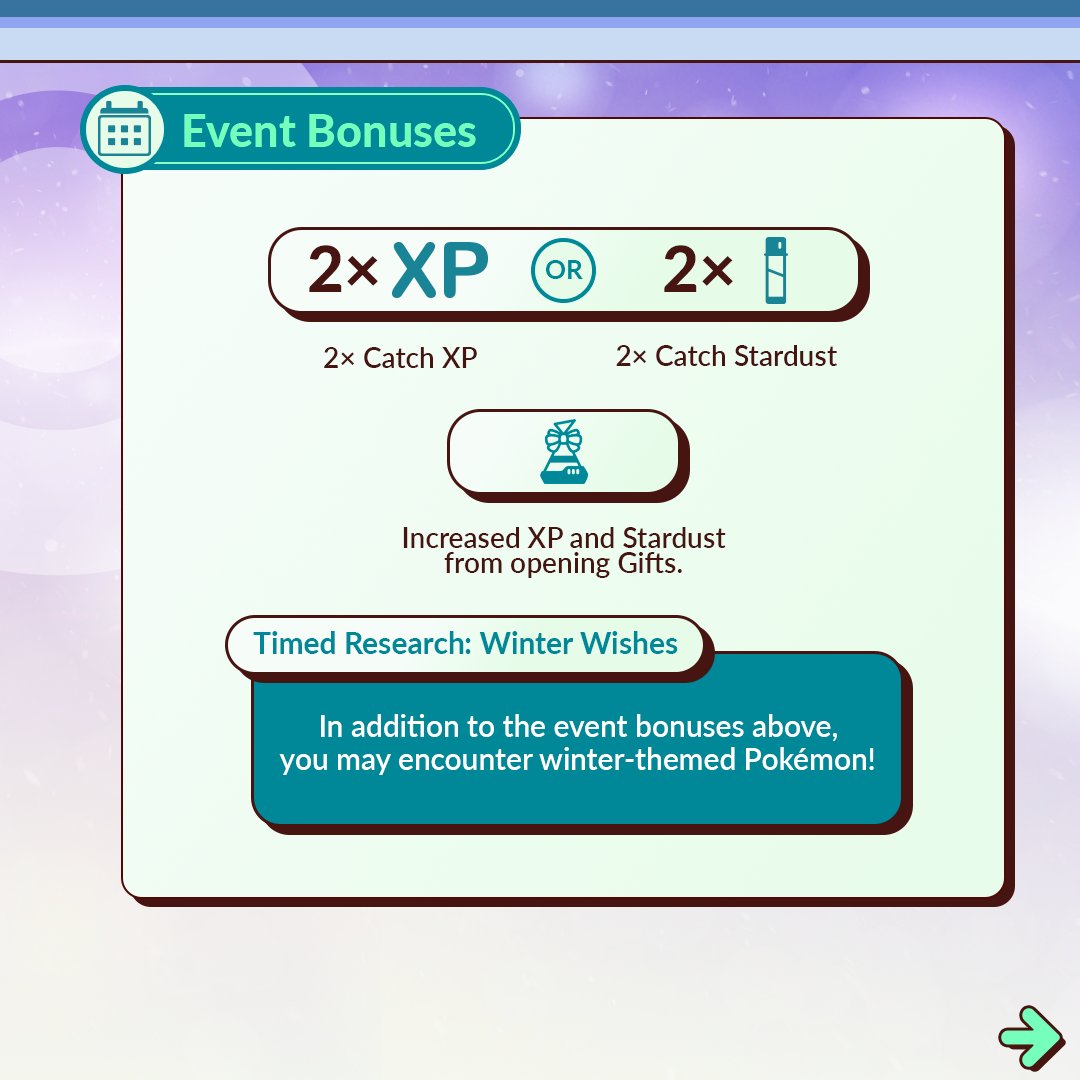 Event Bonuses
2× XP OR 2×
2× Catch XP 2× Catch Stardust
Increased XP and Stardust
from opening Gifts.
Timed Research: Winter Wishes
In addition to the event bonuses above,
you may encounter winter-themed Pokémon!